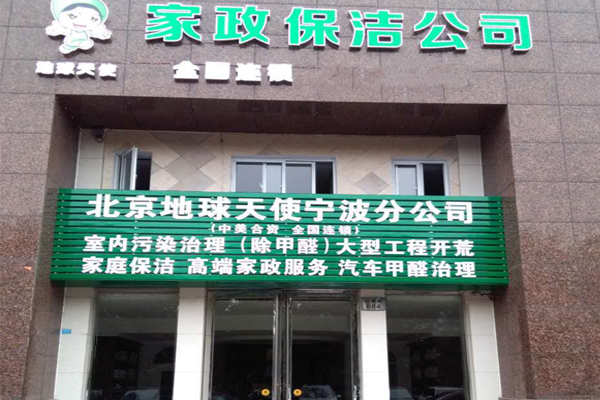 家政保洁公司
地球天使 全国连锁
北京地球天使宁波分公司
(中美合资 全国连锁)
室内污染治理(除甲醛)大型工程开荒
家庭保洁 高端家政服务 汽车甲醛治理
684